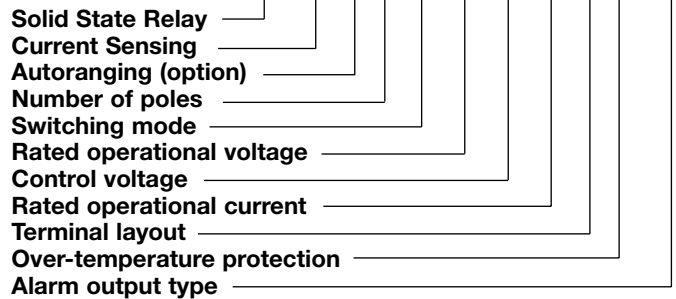 Solid State Relay
Current Sensing
Autoranging (option)
Number of poles
Switching mode
Rated operational voltage
Control voltage
Rated operational current
Terminal layout
Over-temperature protection
Alarm output type